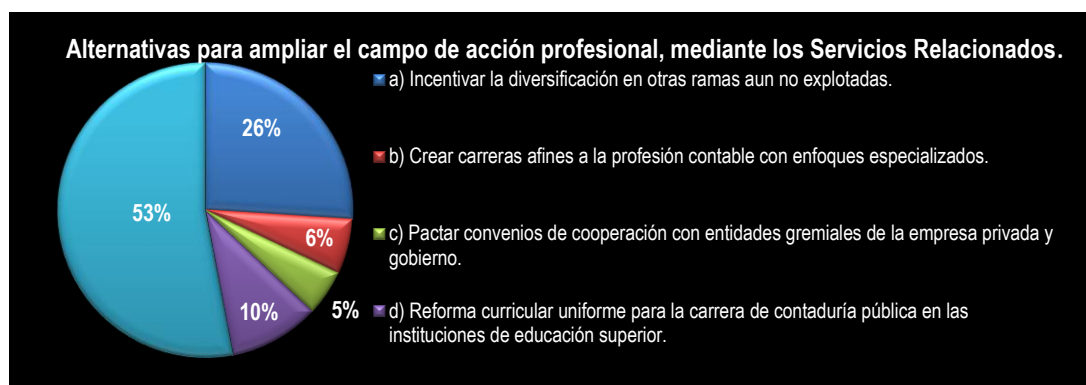 Alternativas para ampliar el campo de acción profesional, mediante los Servicios Relacionados.
a) Incentivar la diversificación en otras ramas aun no explotadas.
26%
b) Crear carreras afines a la profesión contable con enfoques especializados.
53%
6%
c) Pactar convenios de cooperación con entidades gremiales de la empresa privada y
gobierno.
5%
10%
d) Reforma curricular uniforme para la carrera de contaduría pública en las
instituciones de educación superior.